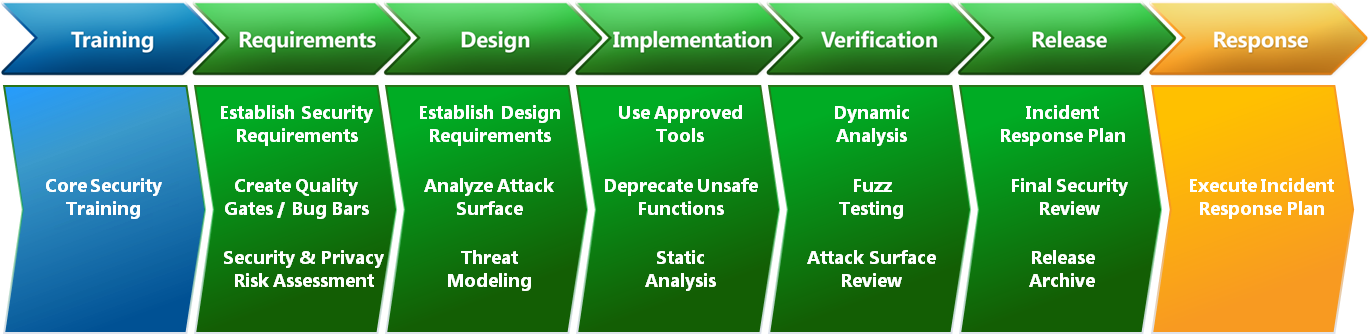 Training
Requirements
Design
Implementation
Verification
Release
Response
Core Security
Training
Establish Security
Requirements
Create Quality
Gates / Bug Bars
Security & Privacy
Risk Assessment
Establish Design
Requirements
Analyze Attack
Surface
Threat
Modeling
Use Approved
Tools
Deprecate Unsafe
Functions
Static
Analysis
Dynamic
Analysis
Fuzz
Testing
Attack Surface
Review
Incident
Response Plan
Final Security
Review
Release
Archive
Execute Incident
Response Plan